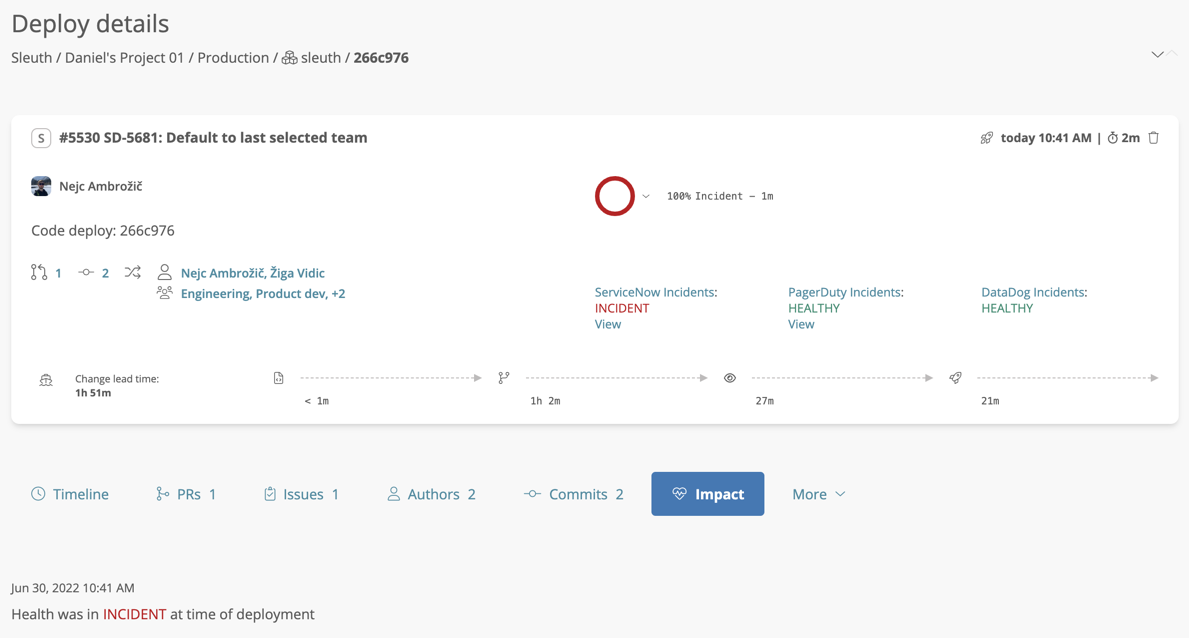 Deploy details
Sleuth / Daniel's Project 01 / Production / sleuth / 266c976
S #5530 SD-5681: Default to last selected team
today 10:41 AM | 2m
Nejc Ambrožič
100% Incident – 1m
Code deploy: 266c976
1 2 Nejc Ambrožič, Žiga Vidic
Engineering, Product dev, +2
ServiceNow Incidents: PagerDuty Incidents: DataDog Incidents:
INCIDENT HEALTHY HEALTHY
View View
Change lead time:
1h 51m
< 1m 1h 2m 27m 21m
Timeline PRs 1 Issues 1 Authors 2 Commits 2 Impact More
Jun 30, 2022 10:41 AM
Health was in INCIDENT at time of deployment